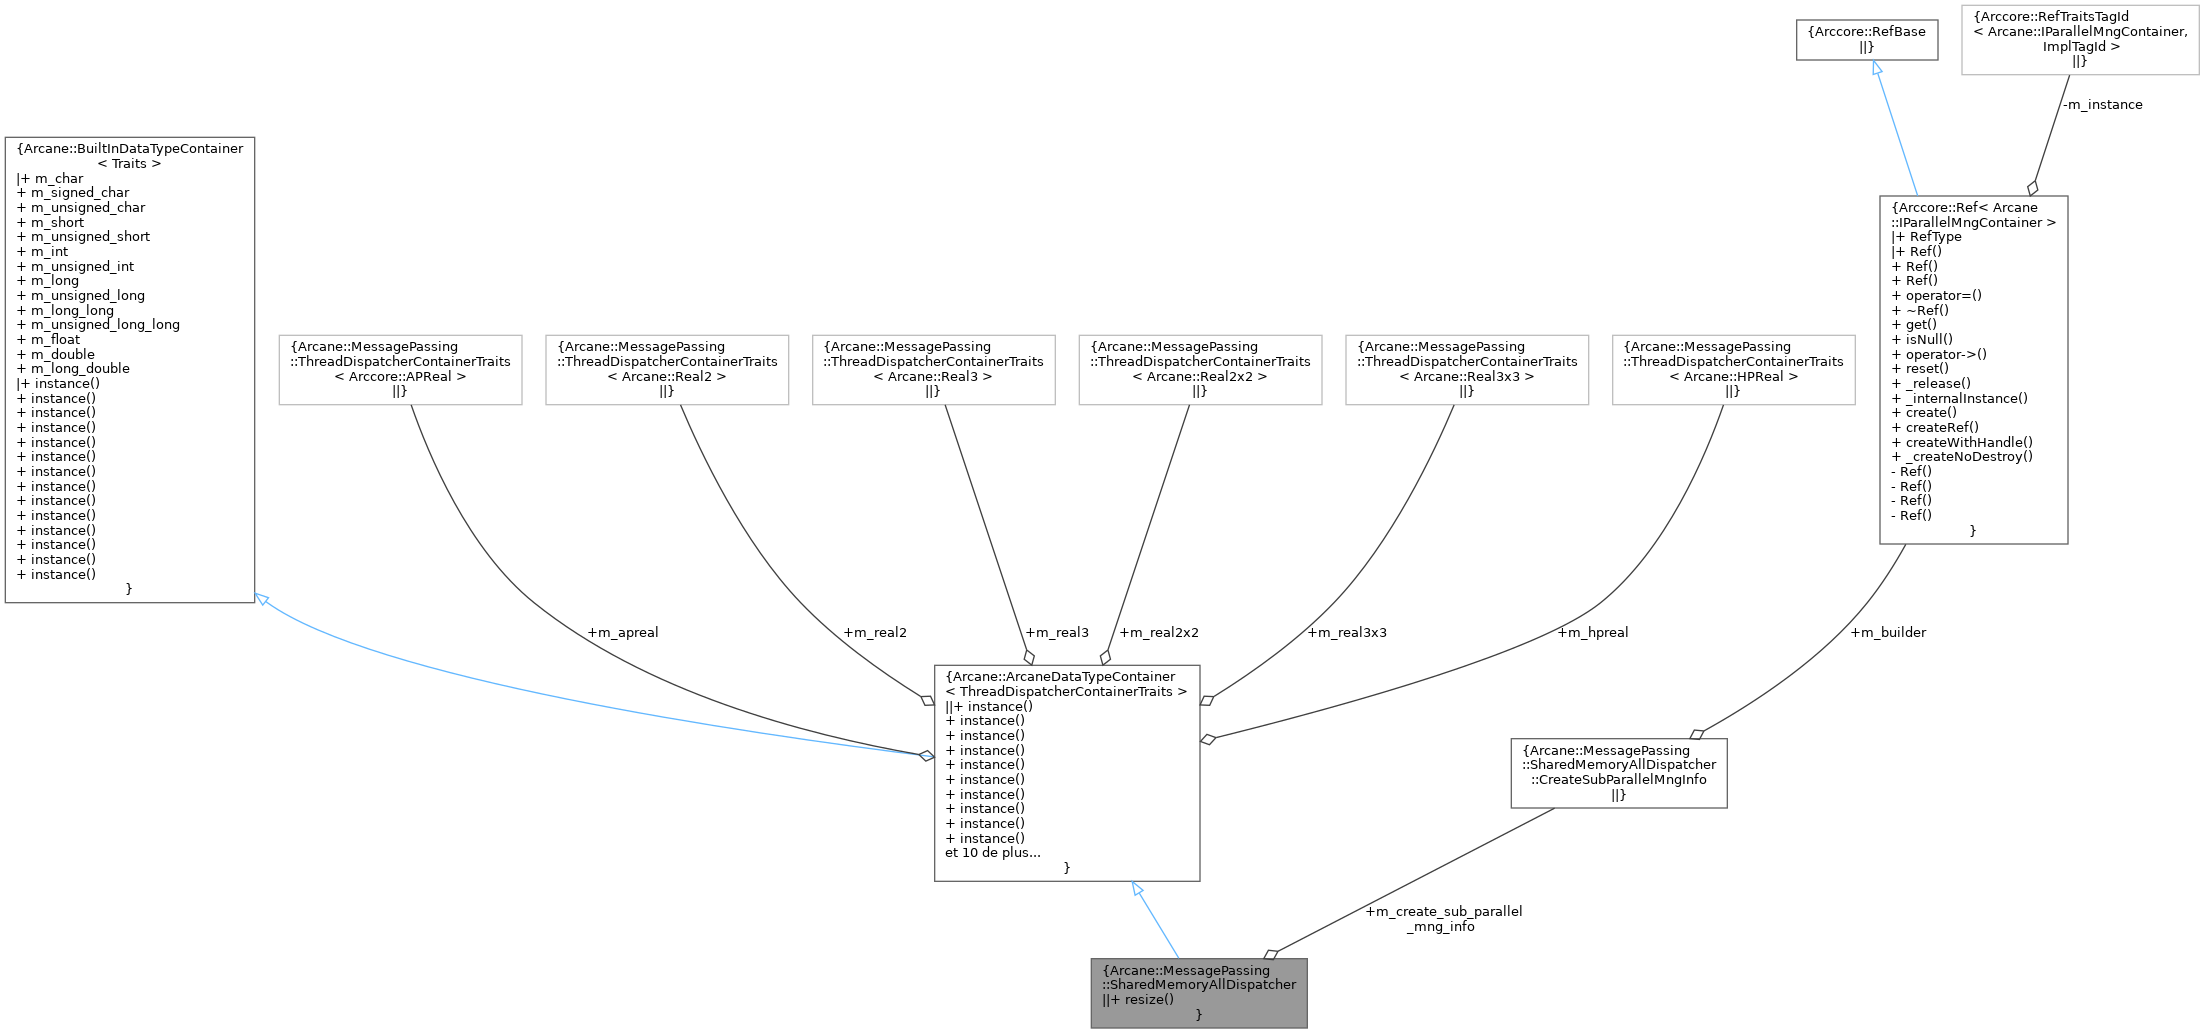 {Arccore::RefBase
||}
{Arccore::RefTraitsTagId
< Arcane::IParallelMngContainer,
ImplTagId >
||}
-m_instance
{Arcane::BuiltInDataTypeContainer
< Traits >
|+ m_char
+ m_signed_char
+ m_unsigned_char
+ m_short
+ m_unsigned_short
+ m_int
+ m_unsigned_int
+ m_long
+ m_unsigned_long
+ m_long_long
+ m_unsigned_long_long
+ m_float
+ m_double
+ m_long_double
|+ instance()
+ instance()
+ instance()
+ instance()
+ instance()
+ instance()
+ instance()
+ instance()
+ instance()
+ instance()
+ instance()
+ instance()
+ instance()
+ instance()
}
{Arccore::Ref< Arcane
::IParallelMngContainer >
|+ RefType
|+ Ref()
+ Ref()
+ Ref()
+ operator=()
+ ~Ref()
+ get()
+ isNull()
+ operator->()
+ reset()
+ _release()
+ _internalInstance()
+ create()
+ createRef()
+ createWithHandle()
+ _createNoDestroy()
- Ref()
- Ref()
- Ref()
- Ref()
}
{Arcane::MessagePassing
::ThreadDispatcherContainerTraits
< Arccore::APReal >
||}
{Arcane::MessagePassing
::ThreadDispatcherContainerTraits
< Arcane::Real2 >
||}
{Arcane::MessagePassing
::ThreadDispatcherContainerTraits
< Arcane::Real3 >
||}
{Arcane::MessagePassing
::ThreadDispatcherContainerTraits
< Arcane::Real2x2 >
||}
{Arcane::MessagePassing
::ThreadDispatcherContainerTraits
< Arcane::Real3x3 >
||}
{Arcane::MessagePassing
::ThreadDispatcherContainerTraits
< Arcane::HPReal >
||}
+m_apreal
+m_real2
+m_real3
+m_real2x2
+m_real3x3
+m_hpreal
+m_builder
{Arcane::ArcaneDataTypeContainer
< ThreadDispatcherContainerTraits >
||+ instance()
+ instance()
+ instance()
+ instance()
+ instance()
+ instance()
+ instance()
+ instance()
+ instance()
+ instance()
et 10 de plus...
}
{Arcane::MessagePassing
::SharedMemoryAllDispatcher
::CreateSubParallelMngInfo
||}
+m_create_sub_parallel
_mng_info
{Arcane::MessagePassing
::SharedMemoryAllDispatcher
||+ resize()
}